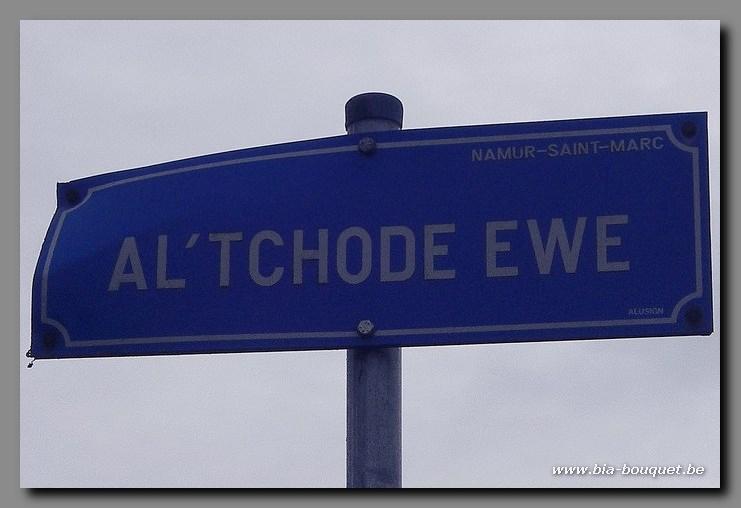 NAMUR-SAINT-MARC
AL'TCHODE EWE
ALUSIGN
www.bia-bouquet.be